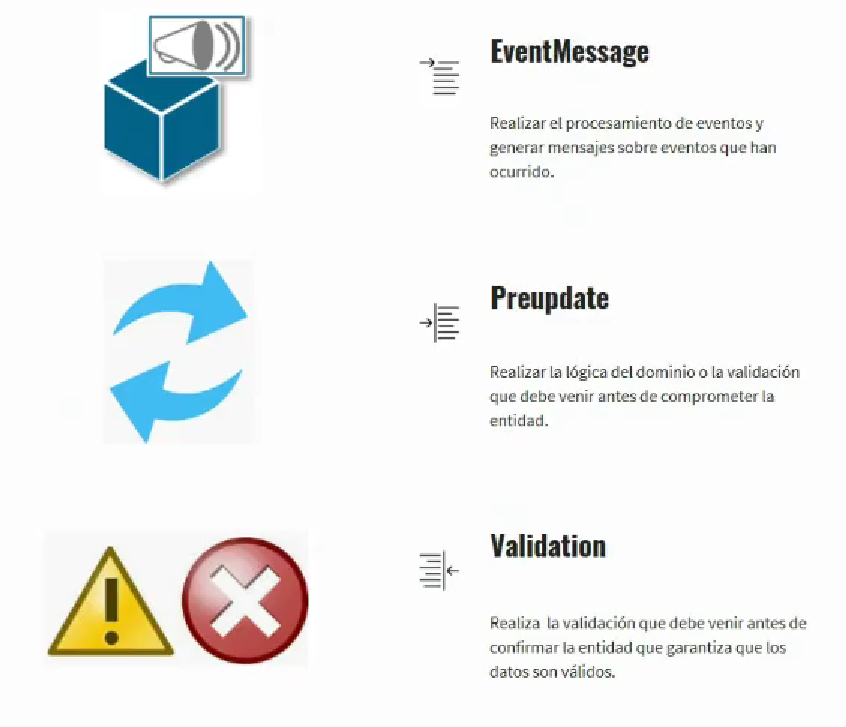 EventMessage
Realizar el procesamiento de eventos y
generar mensajes sobre eventos que han
ocurrido.
Preupdate
Realizar la lógica del dominio o la validación
que debe venir antes de comprometer la
entidad.
Validation
Realiza la validación que debe venir antes de
confirmar la entidad que garantiza que los
datos son válidos.